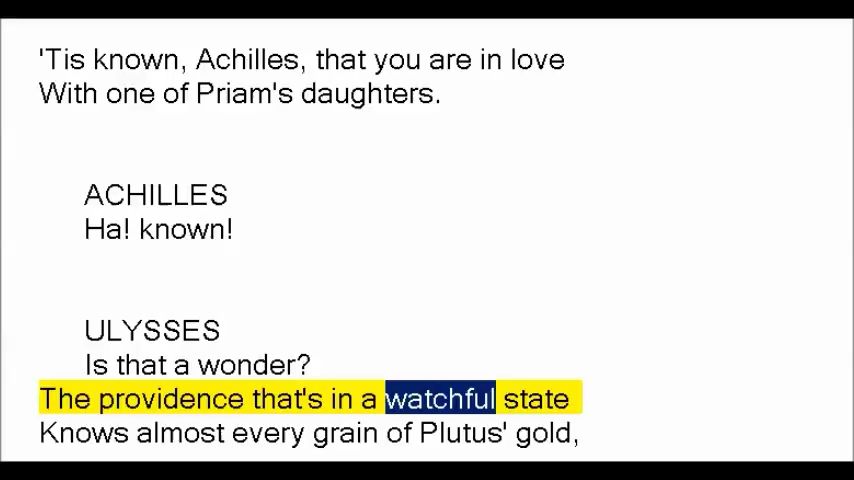 'Tis known, Achilles, that you are in love
With one of Priam's daughters.
ACHILLES
Ha! known!
ULYSSES
Is that a wonder?
The providence that's in a watchful state
Knows almost every grain of Plutus' gold,